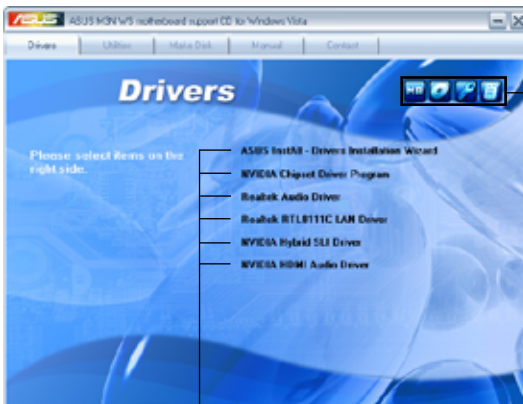 ASUS M3N WS motherboard support CD for Windows Vista
Drivers Utilities Make Disk Manual Contact
Drivers
Please select items on the
right side.
ASUS InstAll - Drivers Installation Wizard
NVIDIA Chipset Driver Program
Realtek Audio Driver
Realtek RTL8111C LAN Driver
NVIDIA Hybrid SLI Driver
NVIDIA HDMI Audio Driver